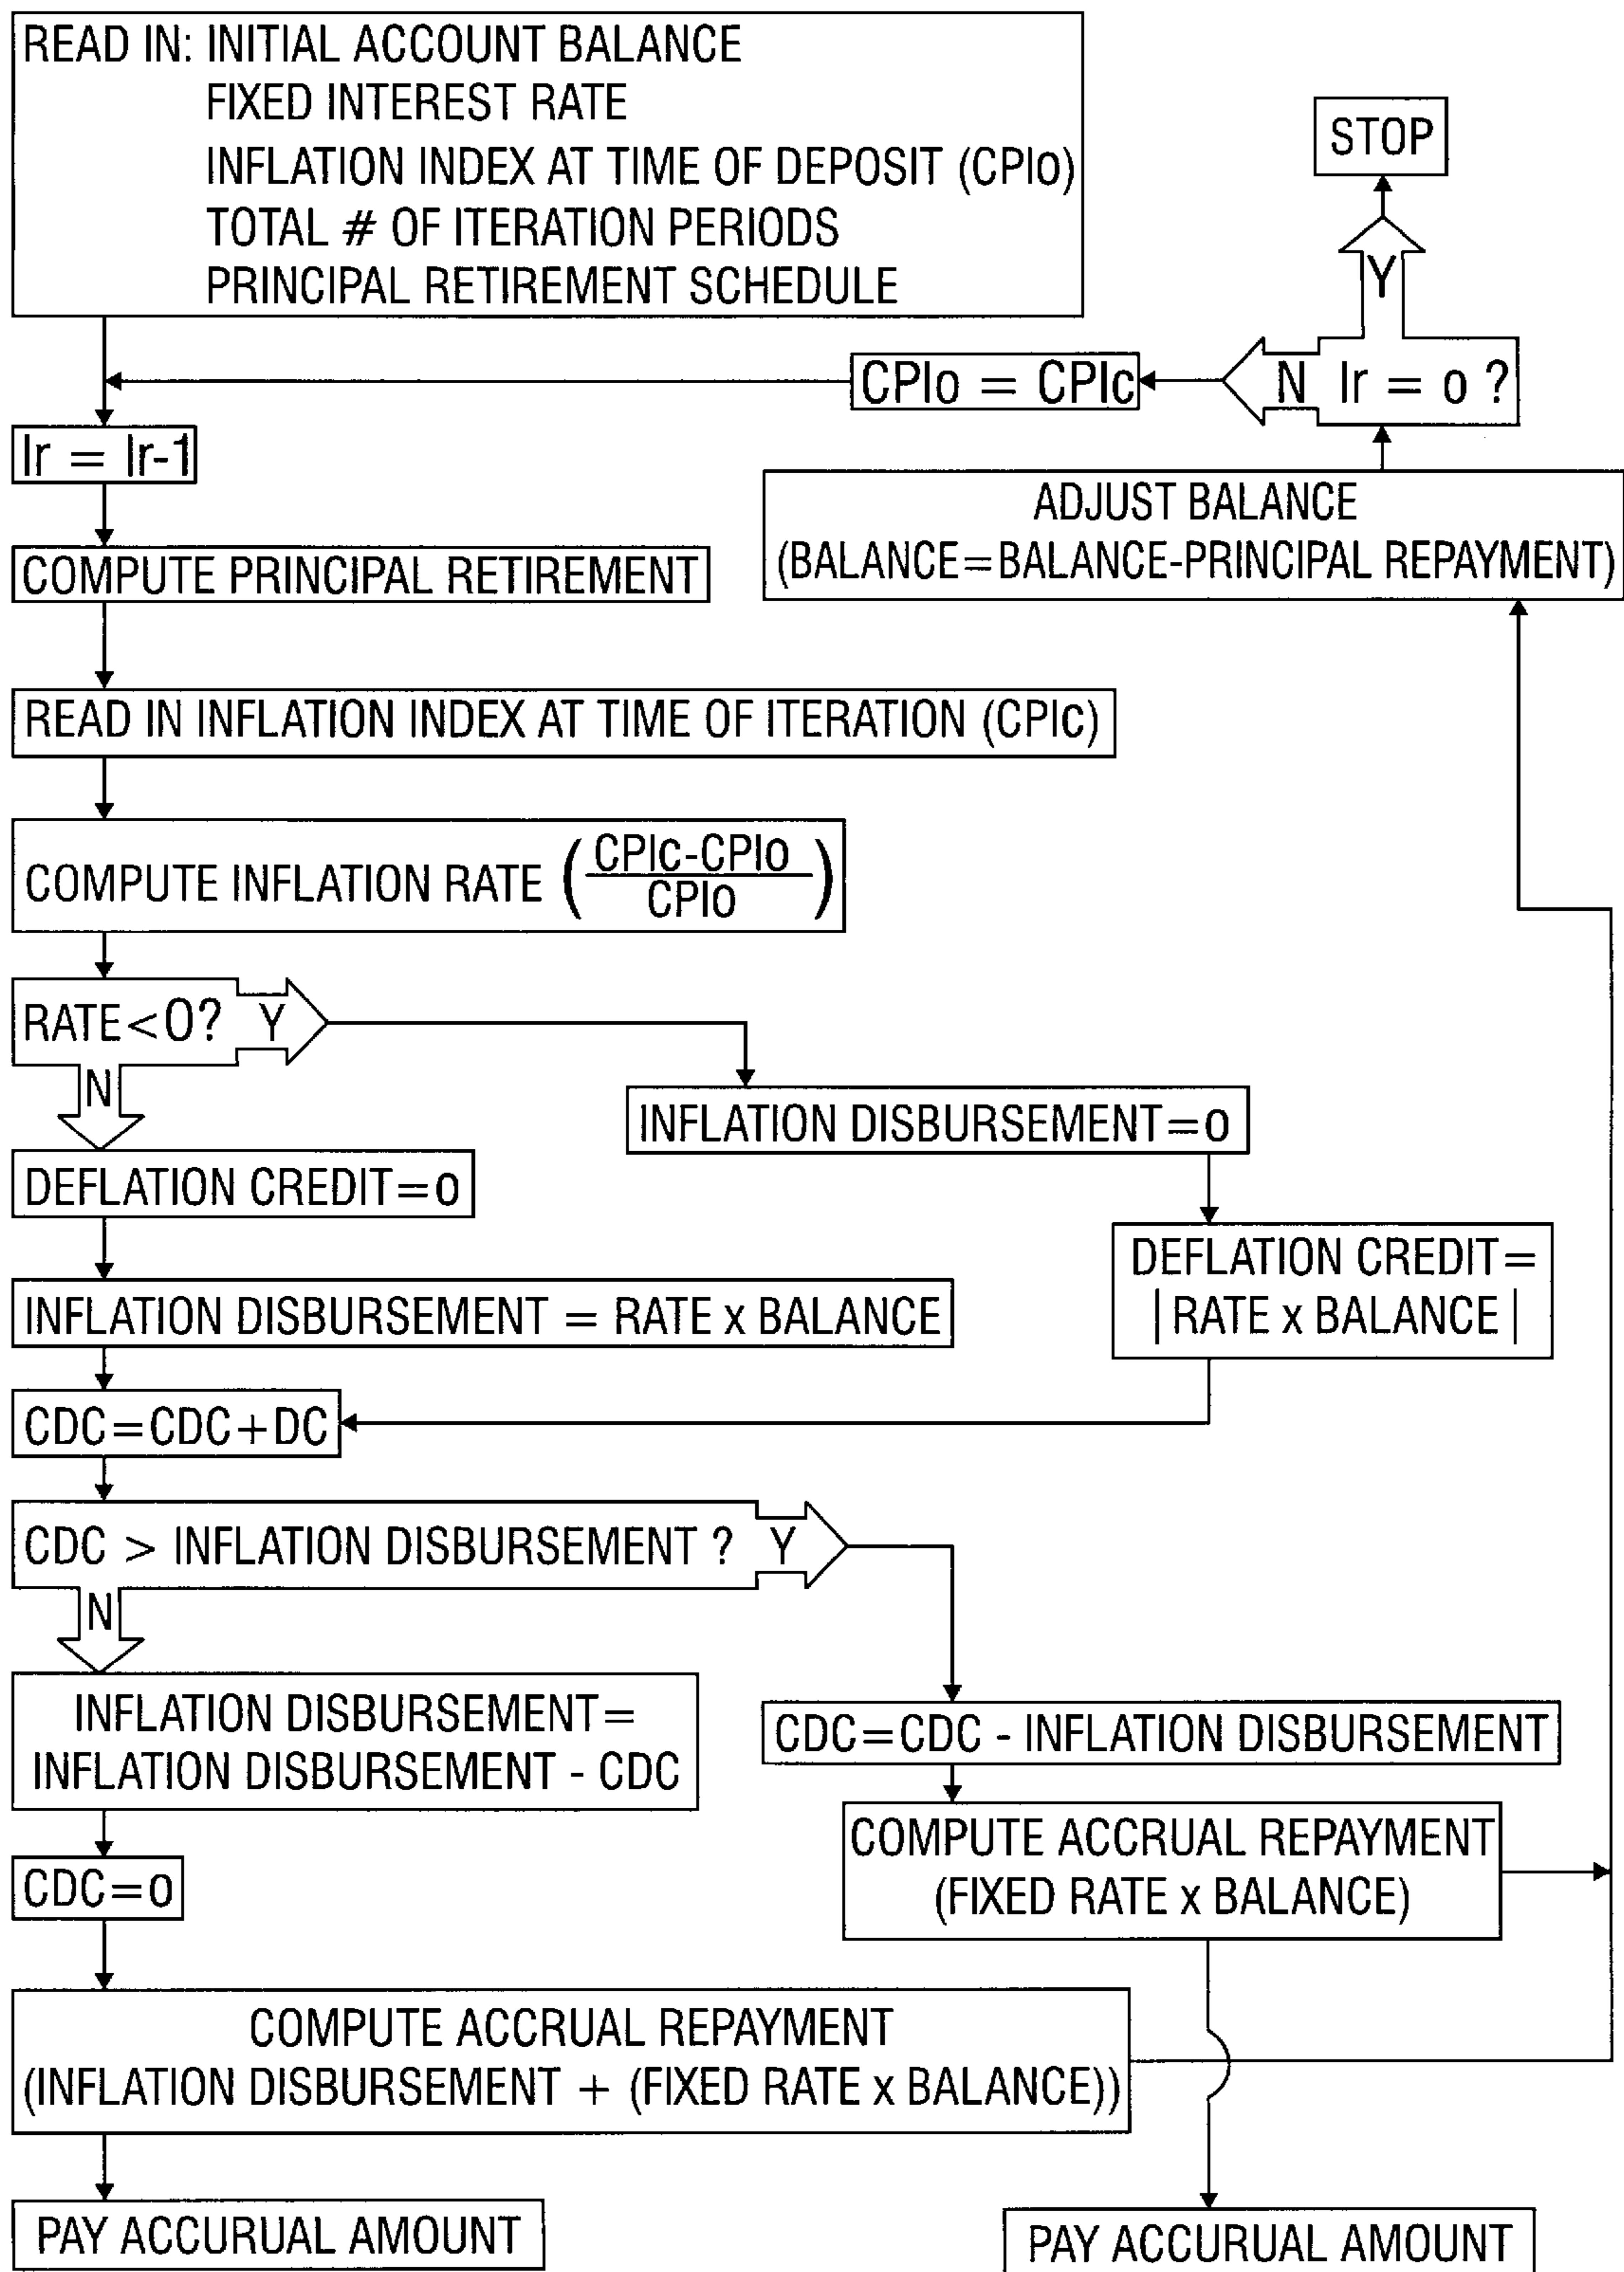 READ IN: INITIAL ACCOUNT BALANCE
FIXED INTEREST RATE
INFLATION INDEX AT TIME OF DEPOSIT (CPIo)
TOTAL # OF ITERATION PERIODS
PRINCIPAL RETIREMENT SCHEDULE
STOP
Y
CPIo = CPIc
N Ir = o ?
Ir = Ir-1
ADJUST BALANCE
(BALANCE=BALANCE-PRINCIPAL REPAYMENT)
COMPUTE PRINCIPAL RETIREMENT
READ IN INFLATION INDEX AT TIME OF ITERATION (CPIc)
COMPUTE INFLATION RATE (CPIc-CPIo
CPIo)
RATE<O? Y
N
INFLATION DISBURSEMENT=o
DEFLATION CREDIT=o
DEFLATION CREDIT=
| RATE x BALANCE |
INFLATION DISBURSEMENT = RATE x BALANCE
CDC=CDC+DC
CDC > INFLATION DISBURSEMENT ? Y
N
INFLATION DISBURSEMENT=
INFLATION DISBURSEMENT - CDC
CDC=CDC - INFLATION DISBURSEMENT
COMPUTE ACCRUAL REPAYMENT
(FIXED RATE x BALANCE)
CDC=o
COMPUTE ACCRUAL REPAYMENT
(INFLATION DISBURSEMENT + (FIXED RATE x BALANCE))
PAY ACCURUAL AMOUNT
PAY ACCURUAL AMOUNT